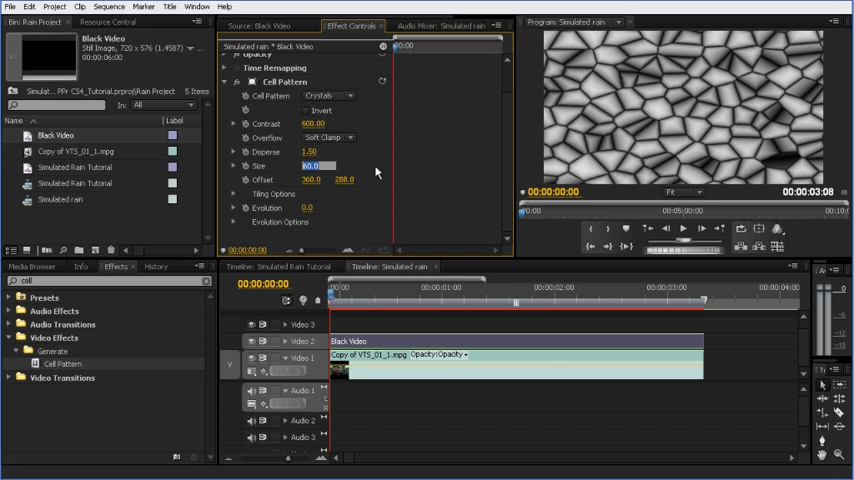 File Edit Project Clip Sequence Marker Title Window Help
Bin: Rain Project
Resource Central
Black Video
Still Image, 720 x 576 (1.4587)
00:00:06:00
Simulat... PPr CS4_Tutorial.prproj\Rain Project 5 Items
In: All
Name Label
Black Video
Copy of VTS_01_1.mpg
Simulated Rain Tutorial
Simulated Rain Tutorial
Simulated rain
Source: Black Video
Effect Controls
Audio Mixer: Simulated rain
Simulated rain * Black Video
00:00
Opacity
Time Remapping
Cell Pattern
Cell Pattern Crystals
Invert
Contrast 600.00
Overflow Soft Clamp
Disperse 1.50
Size 60.0
Offset 360.0 288.0
Tiling Options
Evolution 0.0
Evolution Options
00:00:00:00
Program: Simulated rain
00:00:00:00 Fit 00:00:03:08
00:00 00:05:00:00 00:10:
Media Browser Info Effects History
cell
Presets
Audio Effects
Audio Transitions
Video Effects
Generate
Cell Pattern
Video Transitions
Timeline: Simulated Rain Tutorial
Timeline: Simulated rain
00:00:00:00
:00:00 00:00:01:00 00:00:02:00 00:00:03:00 00:00:04:00
Video 3
Video 2 Black Video
V Video 1 Copy of VTS_01_1.mpg Opacity:Opacity
Audio 1
Audio 2
Audio 3
0
-6
-12
-18